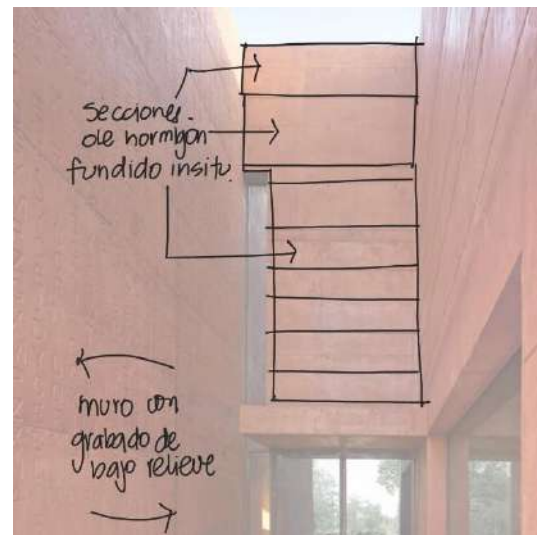 secciones.
de hormigon
fundido insitu.
muro con
grabado de
bajo relieve